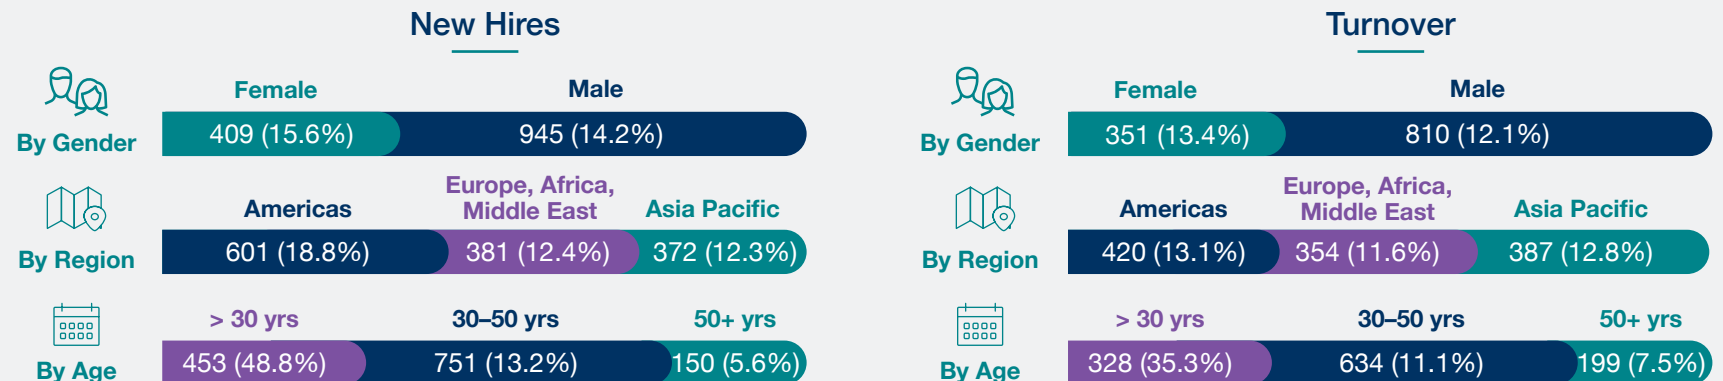 New Hires
Female Male
By Gender 409 (15.6%) 945 (14.2%)
Europe, Africa,
Americas Middle East Asia Pacific
By Region 601 (18.8%) 381 (12.4%) 372 (12.3%)
> 30 yrs 30–50 yrs 50+ yrs
By Age 453 (48.8%) 751 (13.2%) 150 (5.6%)
Turnover
Female Male
By Gender 351 (13.4%) 810 (12.1%)
Europe, Africa,
Americas Middle East Asia Pacific
By Region 420 (13.1%) 354 (11.6%) 387 (12.8%)
> 30 yrs 30–50 yrs 50+ yrs
By Age 328 (35.3%) 634 (11.1%) 199 (7.5%)